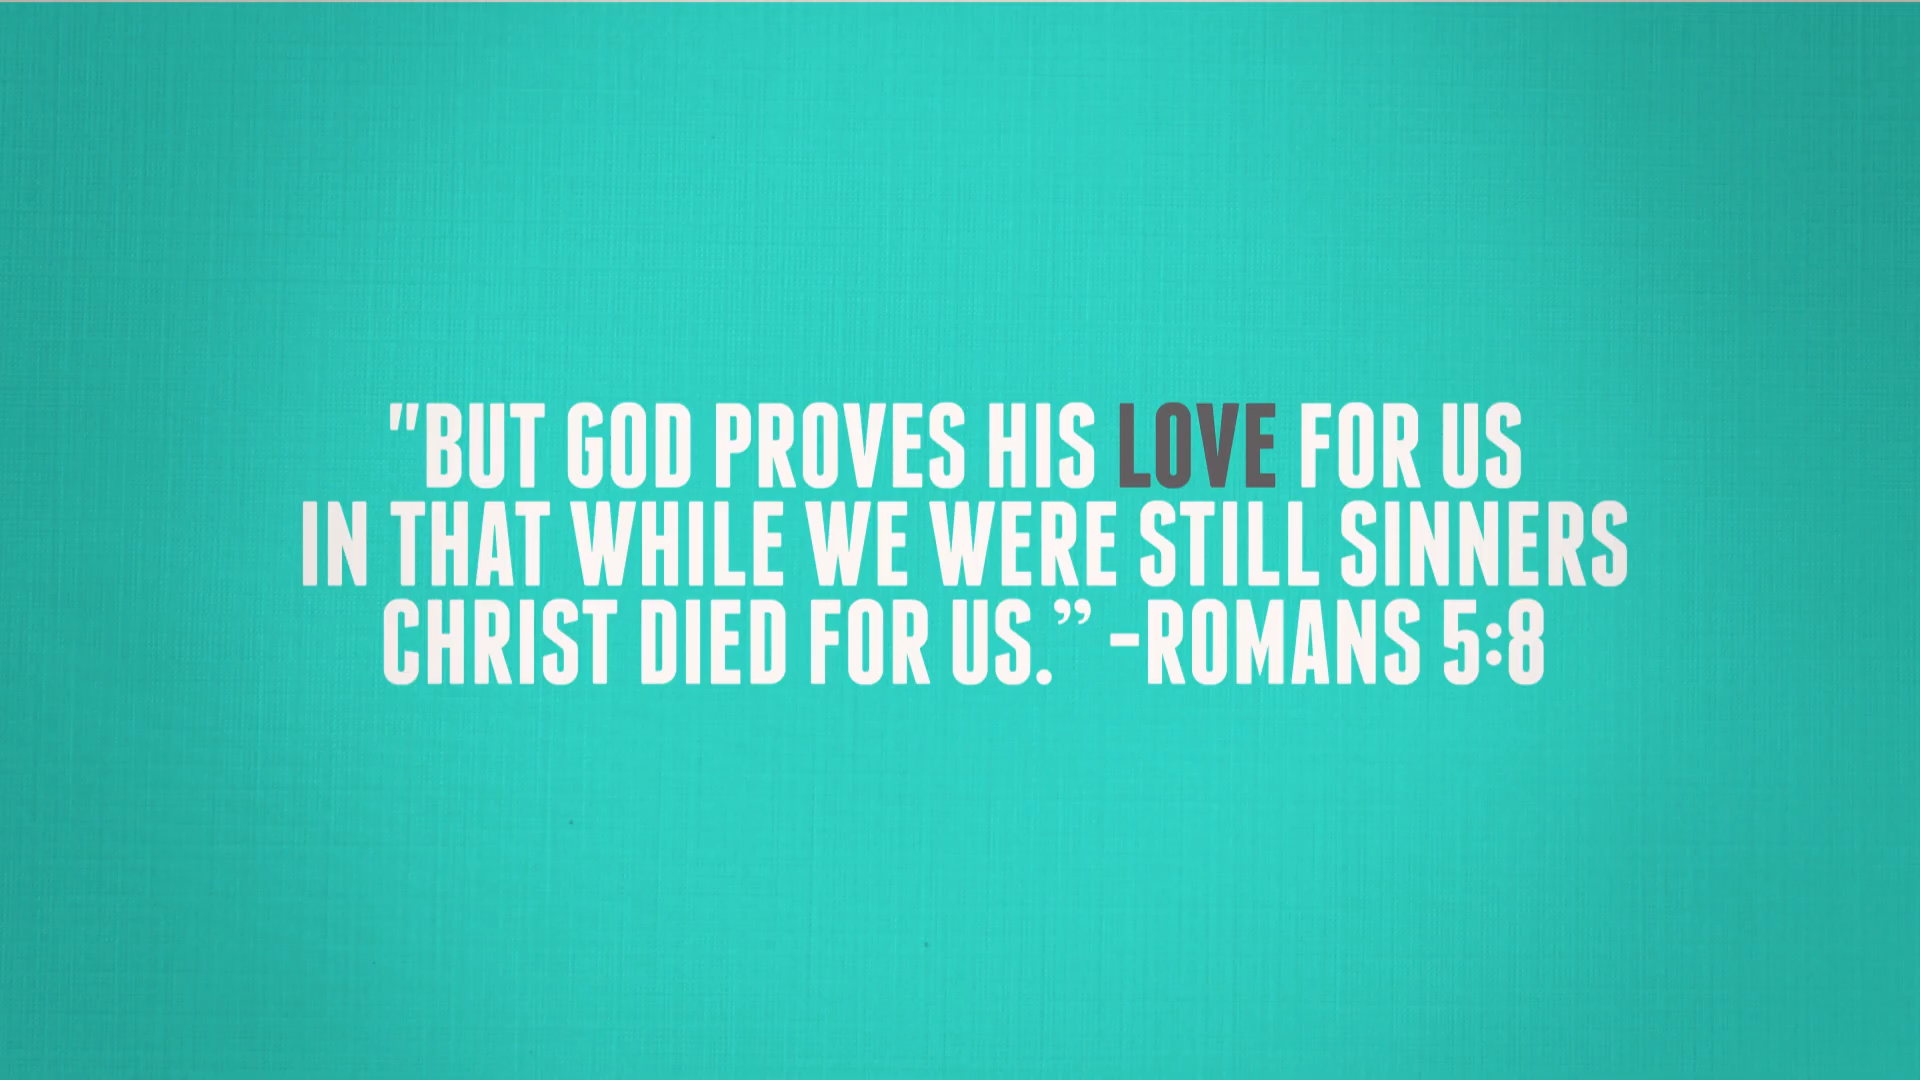 "BUT GOD PROVES HIS LOVE FOR US
IN THAT WHILE WE WERE STILL SINNERS
CHRIST DIED FOR US.” -ROMANS 5:8